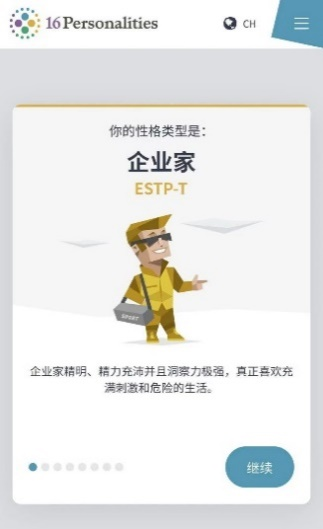 16Personalities
CH
你的性格类型是：
企业家
ESTP-T
SPORT
企业家精明、精力充沛并且洞察力极强，真正喜欢充
满刺激和危险的生活。
继续